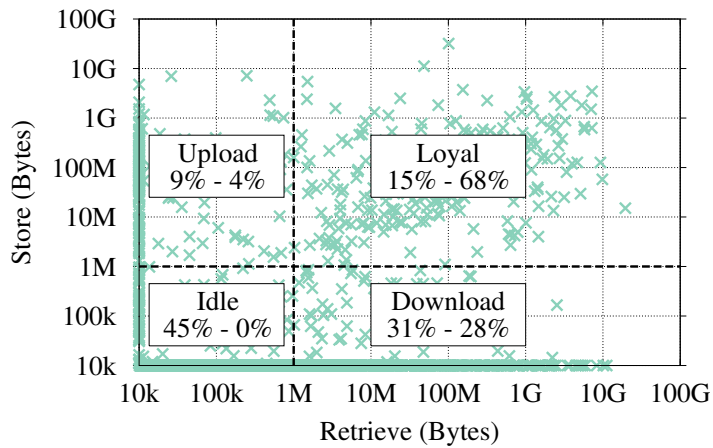 100G
10G
1G
100M
10M
1M
100k
10k
Store (Bytes)
Upload
9% - 4%
Loyal
15% - 68%
Idle
45% - 0%
Download
31% - 28%
10k 100k 1M 10M 100M 1G 10G 100G
Retrieve (Bytes)